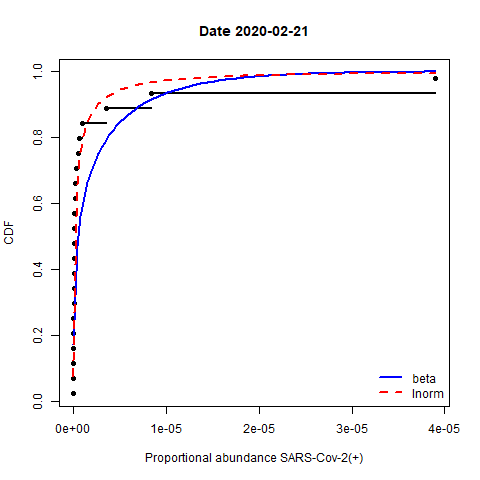 Date 2020-02-21
CDF
1.0
0.8
0.6
0.4
0.2
0.0
beta
lnorm
0e+00 1e-05 2e-05 3e-05 4e-05
Proportional abundance SARS-Cov-2(+)